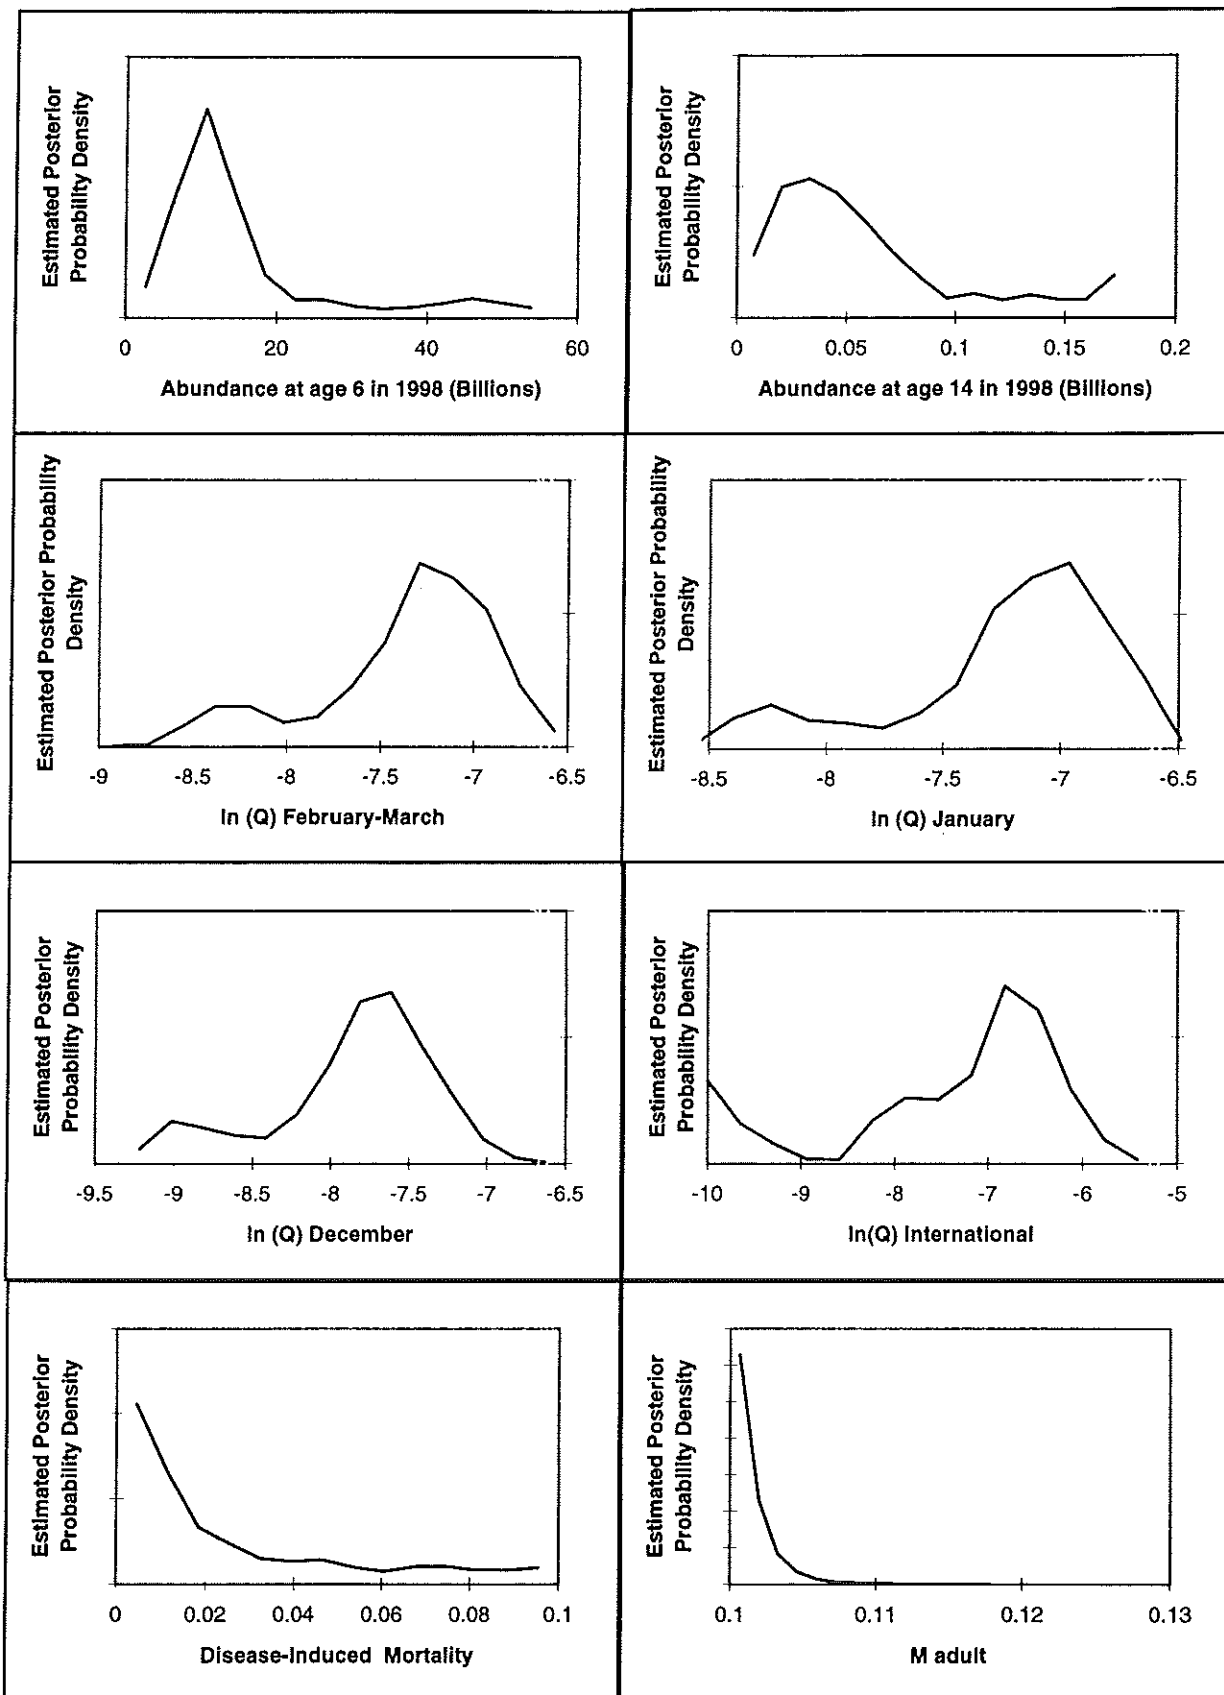 Estimated Posterior
Probability Density
0
20
40
60
Abundance at age 6 in 1998 (Billions)
Estimated Posterior
Probability Density
0
0.05
0.1
0.15
0.2
Abundance at age 14 in 1998 (Billions)
Estimated Posterior Probability
Density
-9
-8.5
-8
-7.5
-7
-6.5
ln (Q) February-March
Estimated Posterior Probability
Density
-8.5
-8
-7.5
-7
-6.5
ln (Q) January
Estimated Posterior
Probability Density
-9.5
-9
-8.5
-8
-7.5
-7
-6.5
ln (Q) December
Estimated Posterior
Probability Density
-10
-9
-8
-7
-6
-5
ln(Q) International
Estimated Posterior
Probability Density
0
0.02
0.04
0.06
0.08
0.1
Disease-Induced Mortality
Estimated Posterior
Probability Density
0.1
0.11
0.12
0.13
M adult